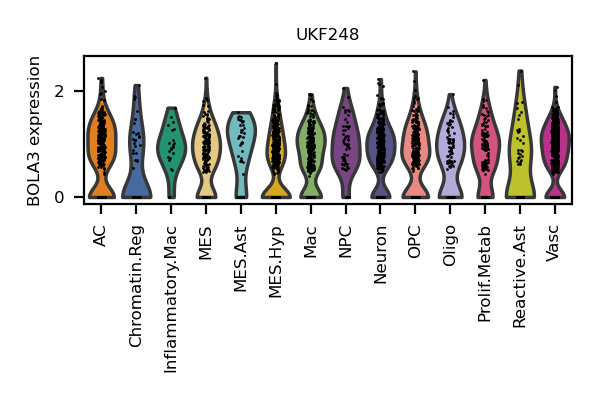 UKF248
BOLA3 expression
2
0
AC
Chromatin.Reg
Inflammatory.Mac
MES
MES.Ast
MES.Hyp
Mac
NPC
Neuron
OPC
Oligo
Prolif.Metab
Reactive.Ast
Vasc